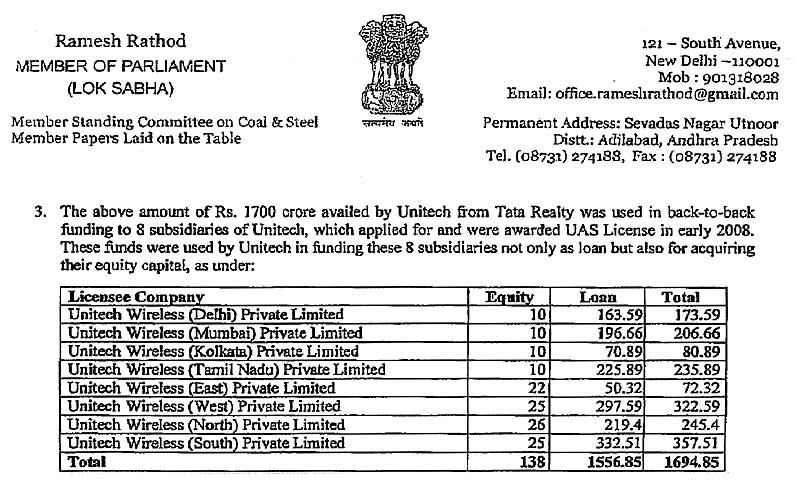 Ramesh Rathod
MEMBER OF PARLIAMENT
(LOK SABHA)
Member Standing Committee on Coal & Steel
Member Papers Laid on the Table
सत्यमेव जयते
121 – South Avenue,
New Delhi –110001
Mob : 901318028
Email: office.rameshrathod@gmail.com
Permanent Address: Sevadas Nagar Utnoor
Distt.: Adilabad, Andhra Pradesh
Tel. (08731) 274188, Fax : (08731) 274188
3. The above amount of Rs. 1700 crore availed by Unitech from Tata Realty was used in back-to-back
funding to 8 subsidiaries of Unitech, which applied for and were awarded UAS License in early 2008.
These funds were used by Unitech in funding these 8 subsidiaries not only as loan but also for acquiring
their equity capital, as under:
Licensee Company Equity Loan Total
Unitech Wireless (Delhi) Private Limited 10 163.59 173.59
Unitech Wireless (Mumbai) Private Limited 10 196.66 206.66
Unitech Wireless (Kolkata) Private Limited 10 70.89 80.89
Unitech Wireless (Tamil Nadu) Private Limited 10 225.89 235.89
Unitech Wireless (East) Private Limited 22 50.32 72.32
Unitech Wireless (West) Private Limited 25 297.59 322.59
Unitech Wireless (North) Private Limited 26 219.4 245.4
Unitech Wireless (South) Private Limited 25 332.51 357.51
Total 138 1556.85 1694.85